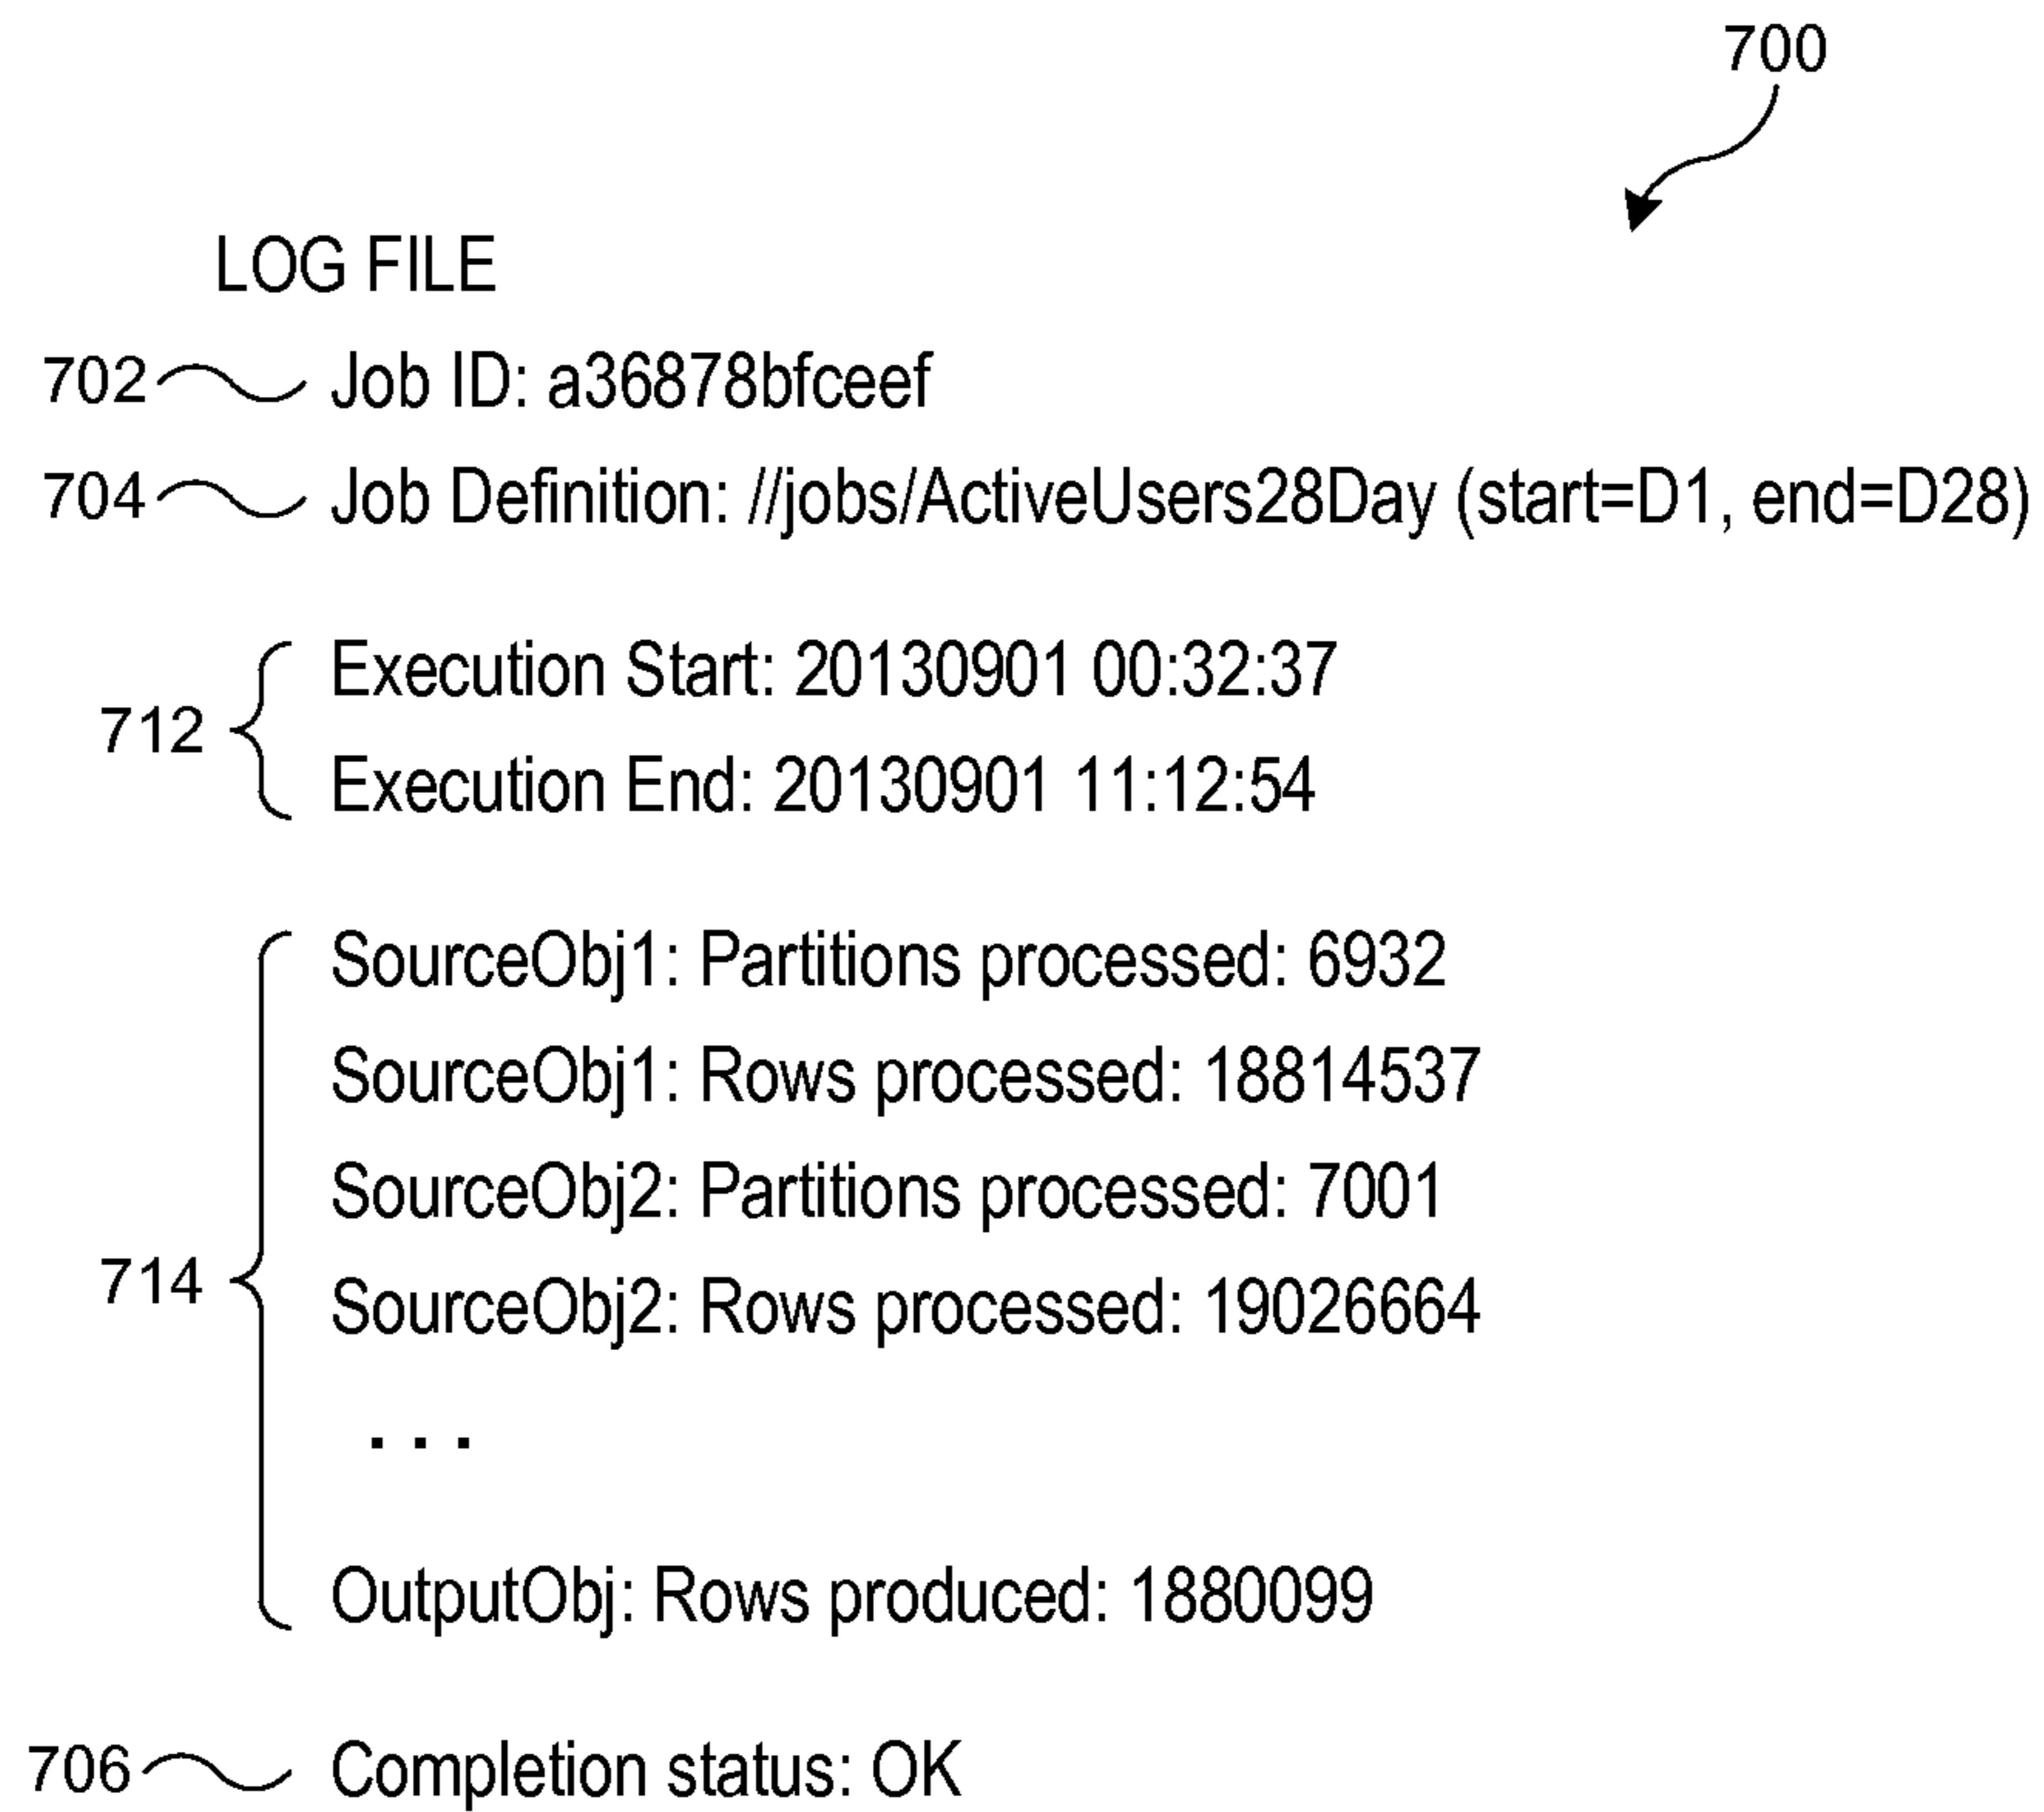 700
LOG FILE
702 Job ID: a36878bfceef
704 Job Definition: //jobs/ActiveUsers28Day (start=D1, end=D28)
712
Execution Start: 20130901 00:32:37
Execution End: 20130901 11:12:54
714
SourceObj1: Partitions processed: 6932
SourceObj1: Rows processed: 18814537
SourceObj2: Partitions processed: 7001
SourceObj2: Rows processed: 19026664
...
OutputObj: Rows produced: 1880099
706 Completion status: OK